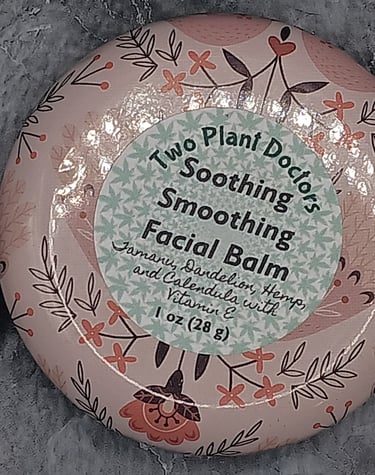 Two Plant Doctors
Soothing
Smoothing
Facial Balm
Tamanu, Dandelion, Hemp,
and Calendula with
Vitamin E
1 oz (28 g)